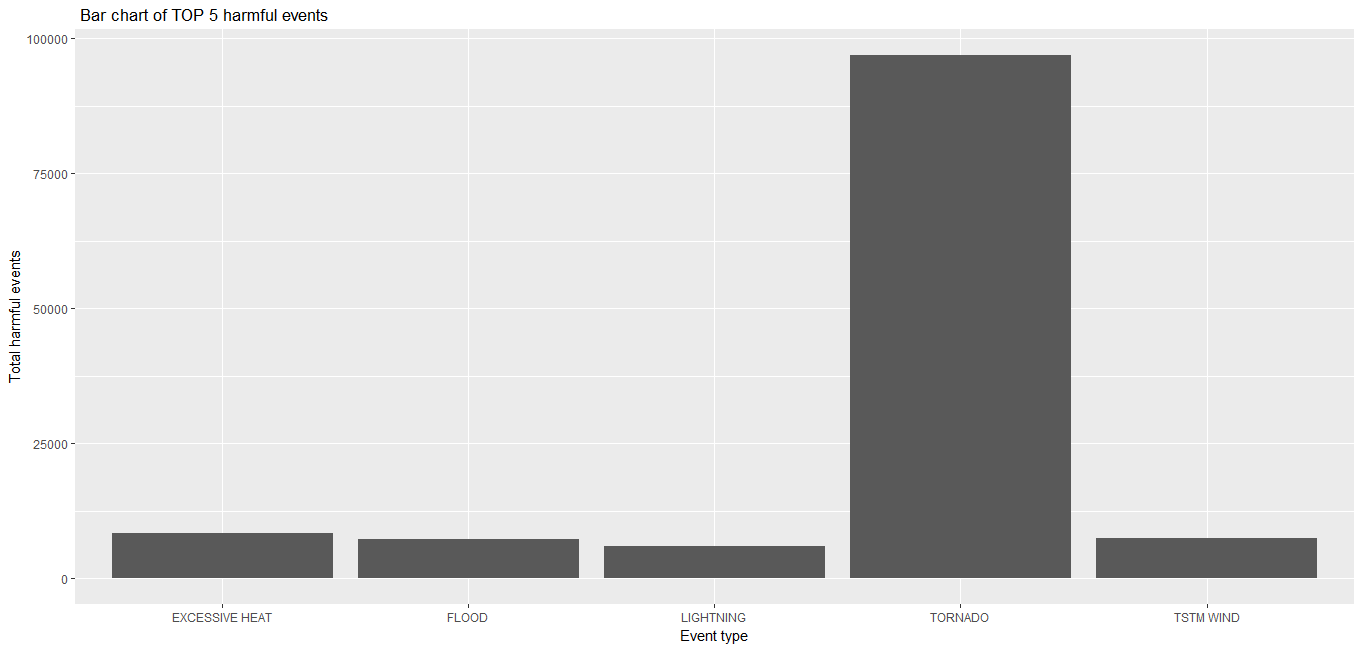 Bar chart of TOP 5 harmful events
100000
75000
50000
25000
0
Total harmful events
EXCESSIVE HEAT FLOOD LIGHTNING TORNADO TSTM WIND
Event type